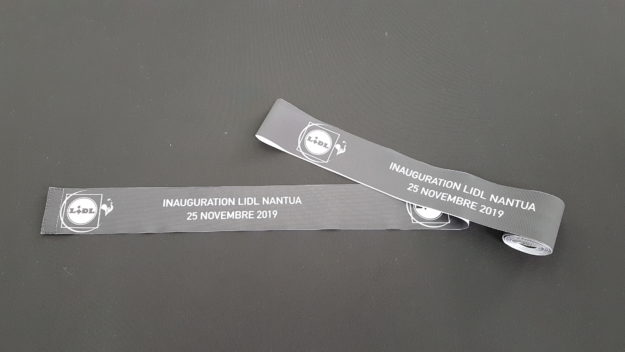 LIDL
INAUGURATION LIDL NANTUA
25 NOVEMBRE 2019
LIDL
INAUGURATION LIDL NANTUA
25 NOVEMBRE 2019